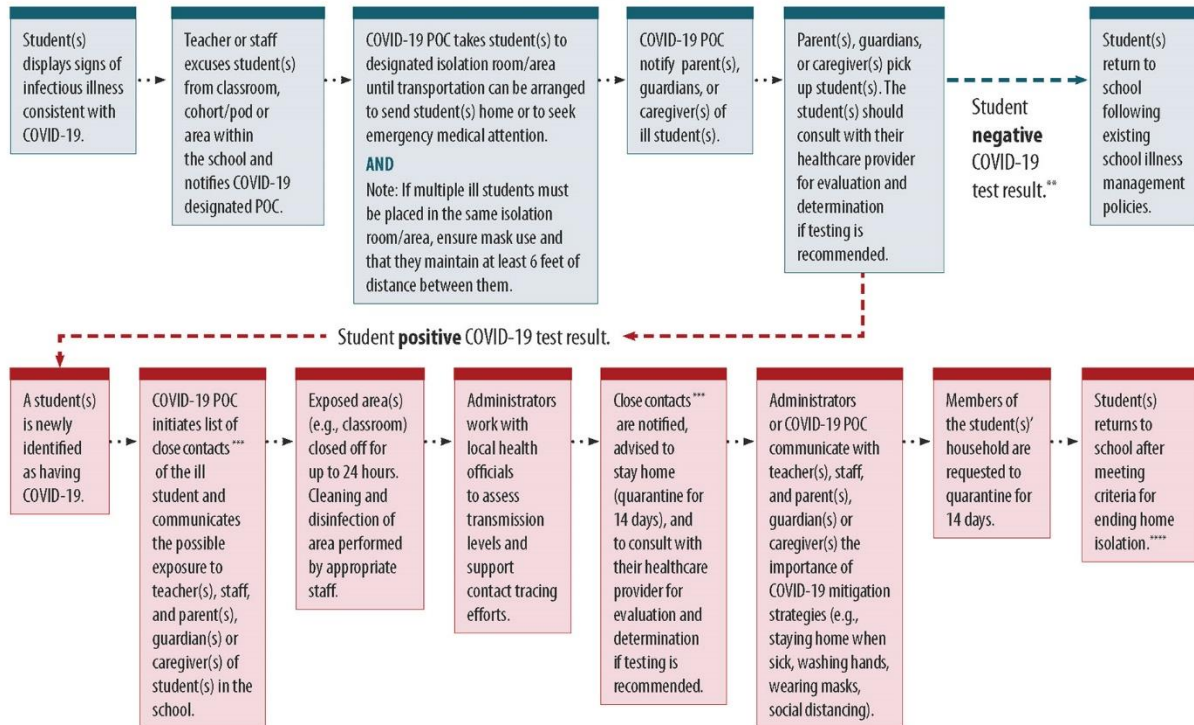 Student(s)
displays signs of
infectious illness
consistent with
COVID-19.
Teacher or staff
excuses student(s)
from classroom,
cohort/pod or
area within
the school and
notifies COVID-19
designated POC.
COVID-19 POC takes student(s) to
designated isolation room/area
until transportation can be arranged
to send student(s) home or to seek
emergency medical attention.
AND
Note: If multiple ill students must
be placed in the same isolation
room/area, ensure mask use and
that they maintain at least 6 feet of
distance between them.
COVID-19 POC
notify parent(s),
guardians, or
caregiver(s) of
ill student(s).
Parent(s), guardians,
or caregiver(s) pick
up student(s). The
student(s) should
consult with their
healthcare provider
for evaluation and
determination
if testing is
recommended.
Student
negative
COVID-19
test result.**
Student(s)
return to
school
following
existing
school illness
management
policies.
Student positive COVID-19 test result.
A student(s)
is newly
identified
as having
COVID-19.
COVID-19 POC
initiates list of
close contacts***
of the ill
student and
communicates
the possible
exposure to
teacher(s), staff,
and parent(s),
guardian(s) or
caregiver(s) of
student(s) in the
school.
Exposed area(s)
(e.g., classroom)
closed off for
up to 24 hours.
Cleaning and
disinfection of
area performed
by appropriate
staff.
Administrators
work with
local health
officials
to assess
transmission
levels and
support
contact tracing
efforts.
Close contacts***
are notified,
advised to
stay home
(quarantine for
14 days), and
to consult with
their healthcare
provider for
evaluation and
determination
if testing is
recommended.
Administrators
or COVID-19 POC
communicate with
teacher(s), staff,
and parent(s),
guardian(s) or
caregiver(s) the
importance of
COVID-19 mitigation
strategies (e.g.,
staying home when
sick, washing hands,
wearing masks,
social distancing).
Members of
the student(s)'
household are
requested to
quarantine for
14 days.
Student(s)
returns to
school after
meeting
criteria for
ending home
isolation.****